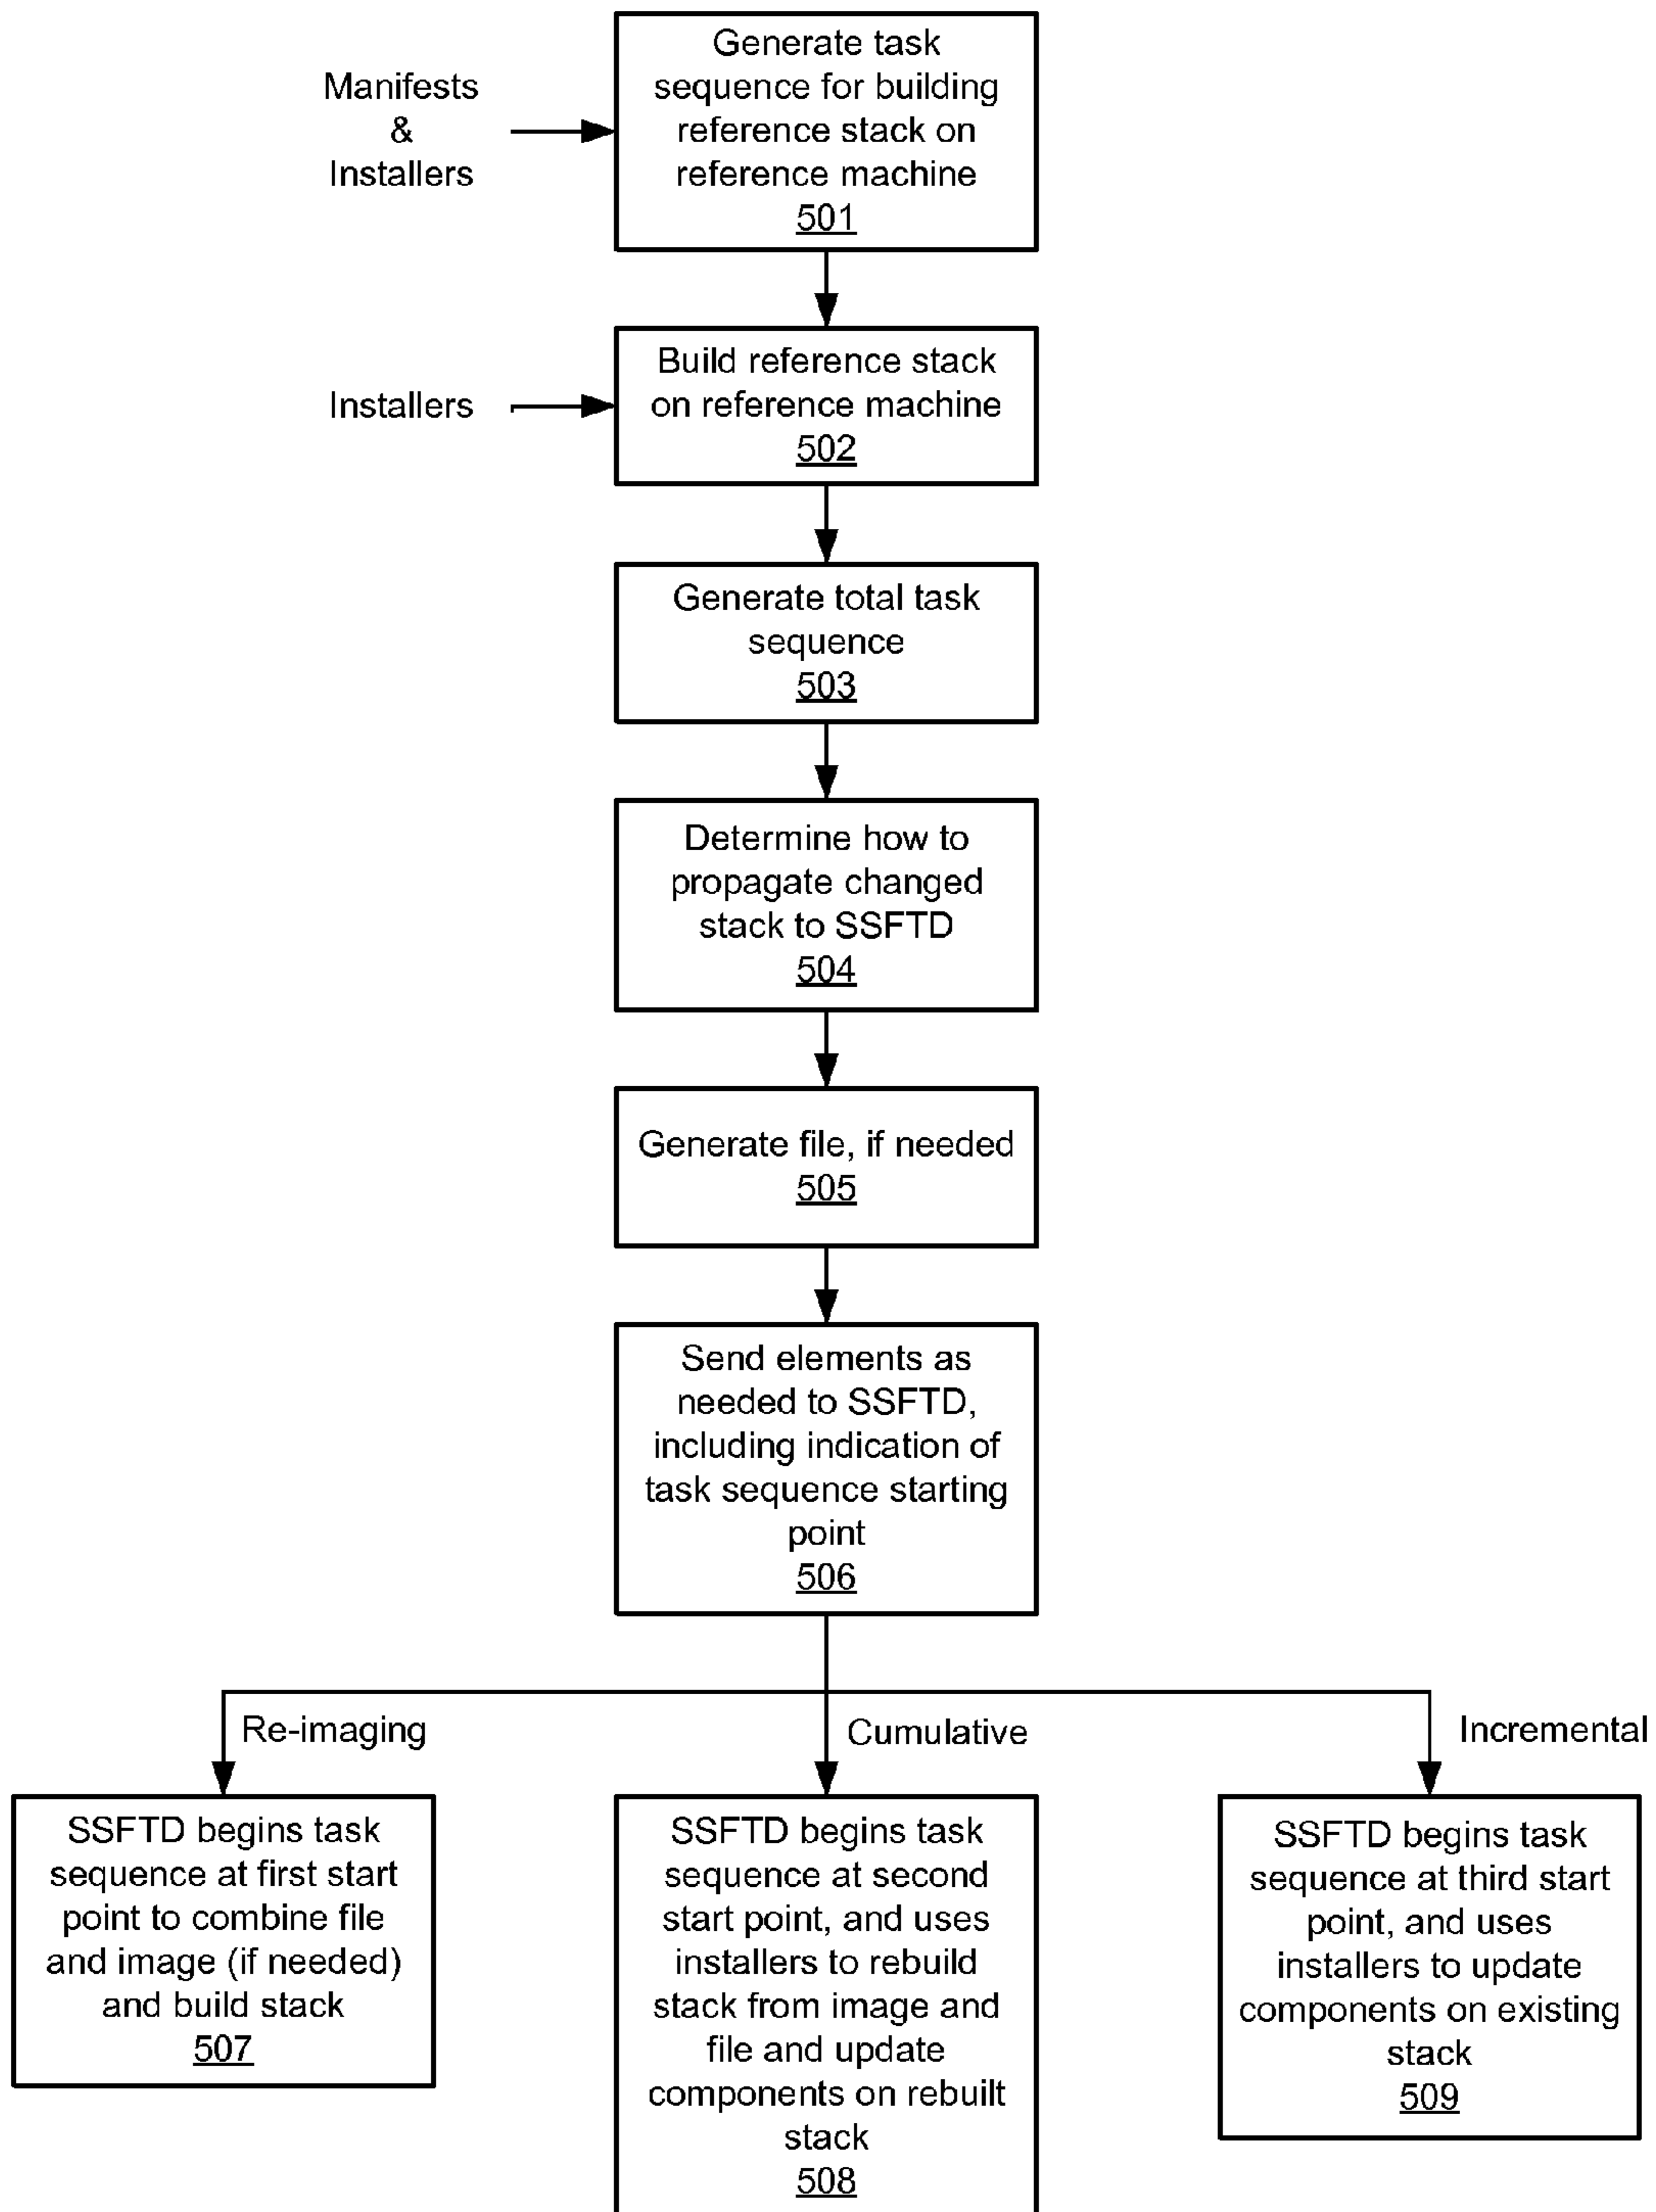 Generate task
sequence for building
reference stack on
reference machine
501
Manifests
&
Installers
Build reference stack
on reference machine
502
Installers
Generate total task
sequence
503
Determine how to
propagate changed
stack to SSFTD
504
Generate file, if needed
505
Send elements as
needed to SSFTD,
including indication of
task sequence starting
point
506
Re-imaging
Cumulative
Incremental
SSFTD begins task
sequence at first start
point to combine file
and image (if needed)
and build stack
507
SSFTD begins task
sequence at second
start point, and uses
installers to rebuild
stack from image and
file and update
components on rebuilt
stack
508
SSFTD begins task
sequence at third start
point, and uses
installers to update
components on existing
stack
509